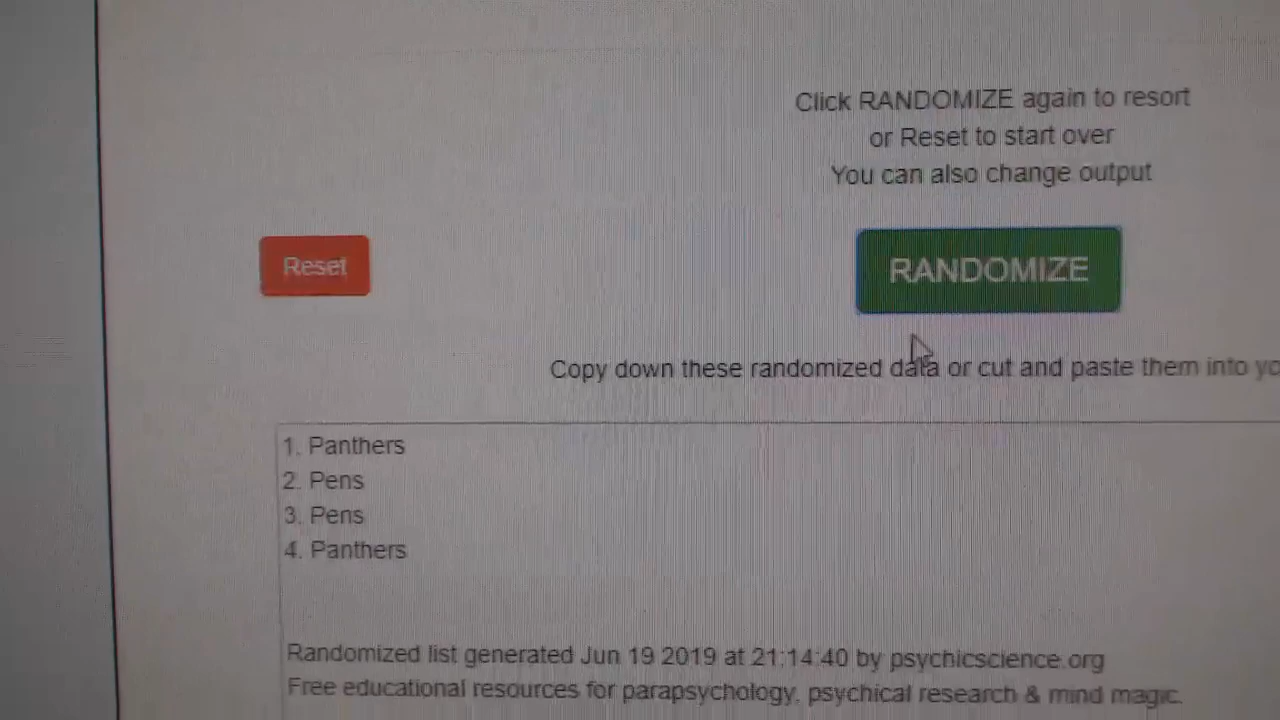 Click RANDOMIZE again to resort
or Reset to start over
You can also change output
Reset
RANDOMIZE
Copy down these randomized data or cut and paste them into
1. Panthers
2. Pens
3. Pens
4. Panthers
Randomized list generated Jun 19 2019 at 21:14:40 by psychicscience.org
Free educational resources for parapsychology, psychical research & mind magic.